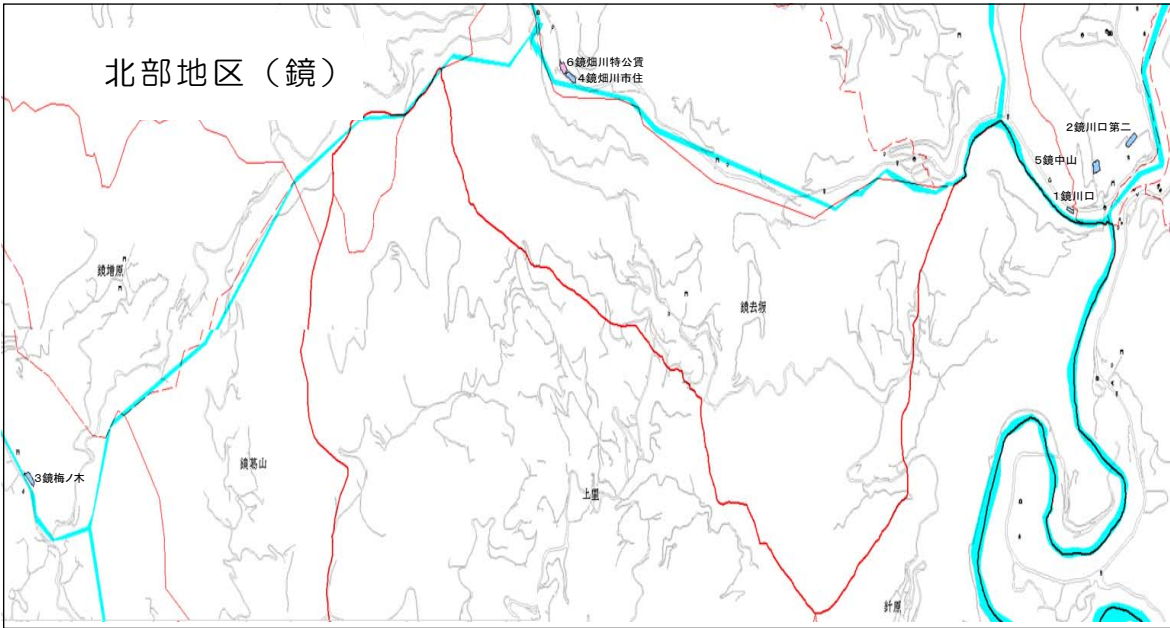 北部地区（鏡）
6鏡畑川特公賃
4鏡畑川市住
2鏡川口第二
5鏡中山
1鏡川口
鏡増原
鏡去坂
鏡葛山
3鏡梅ノ木
上里
針原